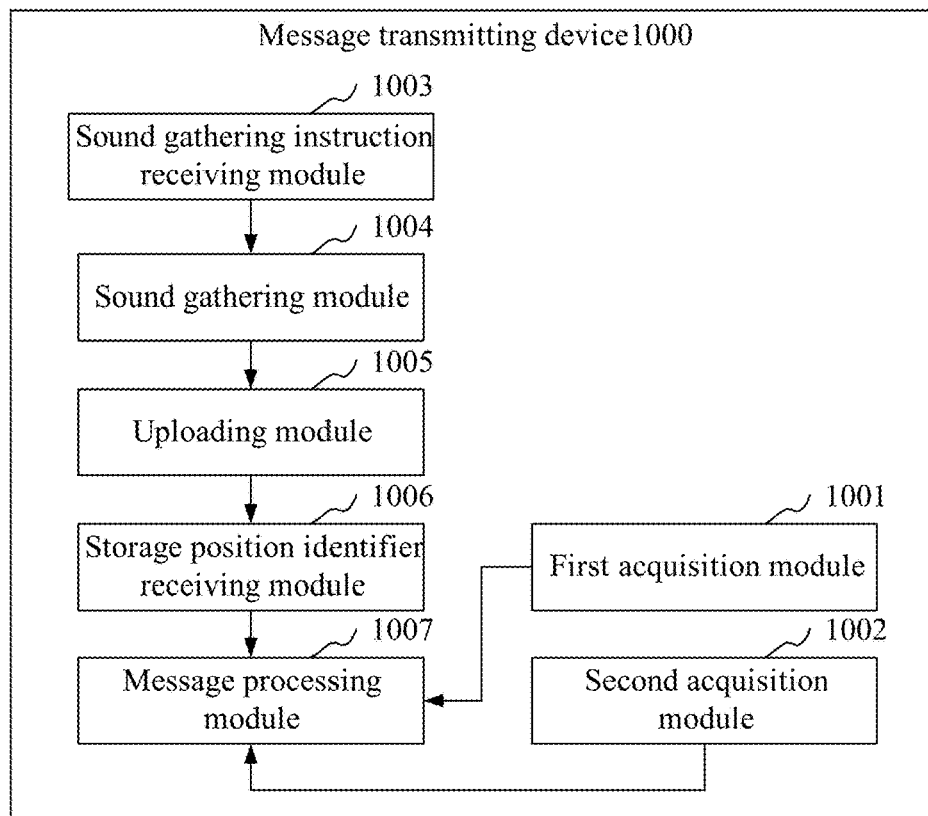 Message transmitting device1000
1003
Sound gathering instruction
receiving module
1004
Sound gathering module
1005
Uploading module
1006
Storage position identifier
receiving module
1001
First acquisition module
1007
Message processing
module
1002
Second acquisition
module